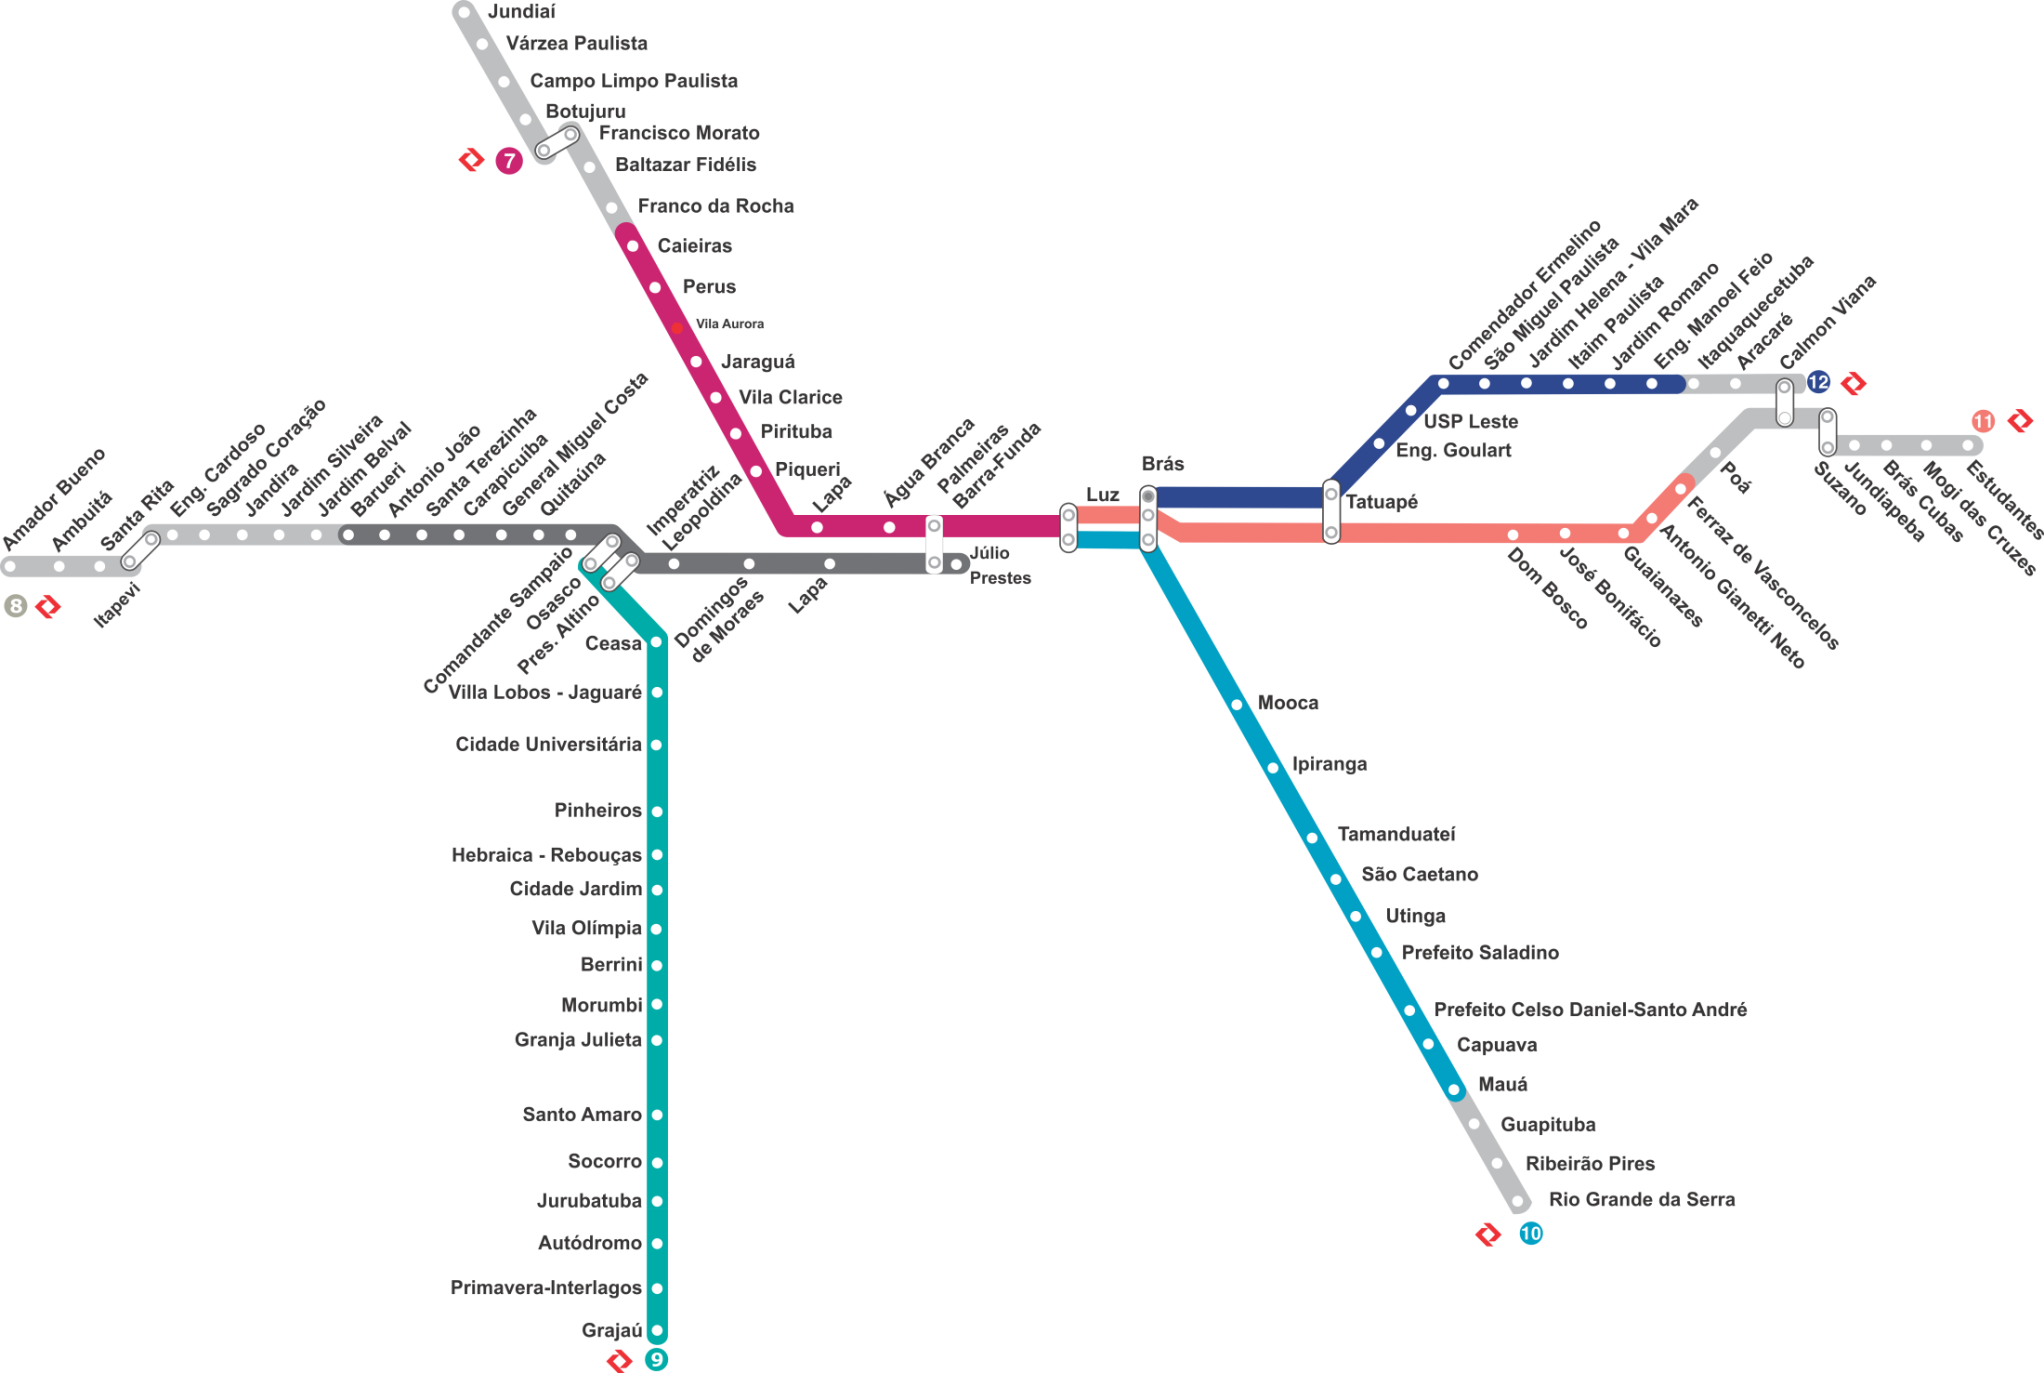 Jundiaí
Várzea Paulista
Campo Limpo Paulista
Botujuru
Francisco Morato
7
Baltazar Fidélis
Franco da Rocha
Caieiras
Perus
Vila Aurora
Jaraguá
Vila Clarice
Pirituba
Piqueri
Lapa
Água Branca
Palmeiras
Barra-Funda
Luz
Brás
Tatuapé
Eng. Goulart
USP Leste
Comendador Ermelino
São Miguel Paulista
Jardim Helena - Vila Mara
Itaim Paulista
Jardim Romano
Eng. Manoel Feio
Itaquaquecetuba
Aracaré
Calmon Viana
12
11
Amador Bueno
Ambuitá
Santa Rita
Itapevi
8
Eng. Cardoso
Sagrado Coração
Jandira
Jardim Silveira
Jardim Belval
Barueri
Antonio João
Santa Terezinha
Carapicuíba
General Miguel Costa
Quitaúna
Comandante Sampaio
Osasco
Pres. Altino
Imperatriz
Leopoldina
Domingos
de Moraes
Lapa
Júlio
Prestes
Dom Bosco
José Bonifácio
Guaianazes
Antonio Gianetti Neto
Ferraz de Vasconcelos
Poá
Suzano
Jundiapeba
Brás Cubas
Mogi das Cruzes
Estudantes
Ceasa
Villa Lobos - Jaguaré
Cidade Universitária
Pinheiros
Hebraica - Rebouças
Cidade Jardim
Vila Olímpia
Berrini
Morumbi
Granja Julieta
Santo Amaro
Socorro
Jurubatuba
Autódromo
Primavera-Interlagos
Grajaú
9
Mooca
Ipiranga
Tamanduateí
São Caetano
Utinga
Prefeito Saladino
Prefeito Celso Daniel-Santo André
Capuava
Mauá
Guapituba
Ribeirão Pires
Rio Grande da Serra
10